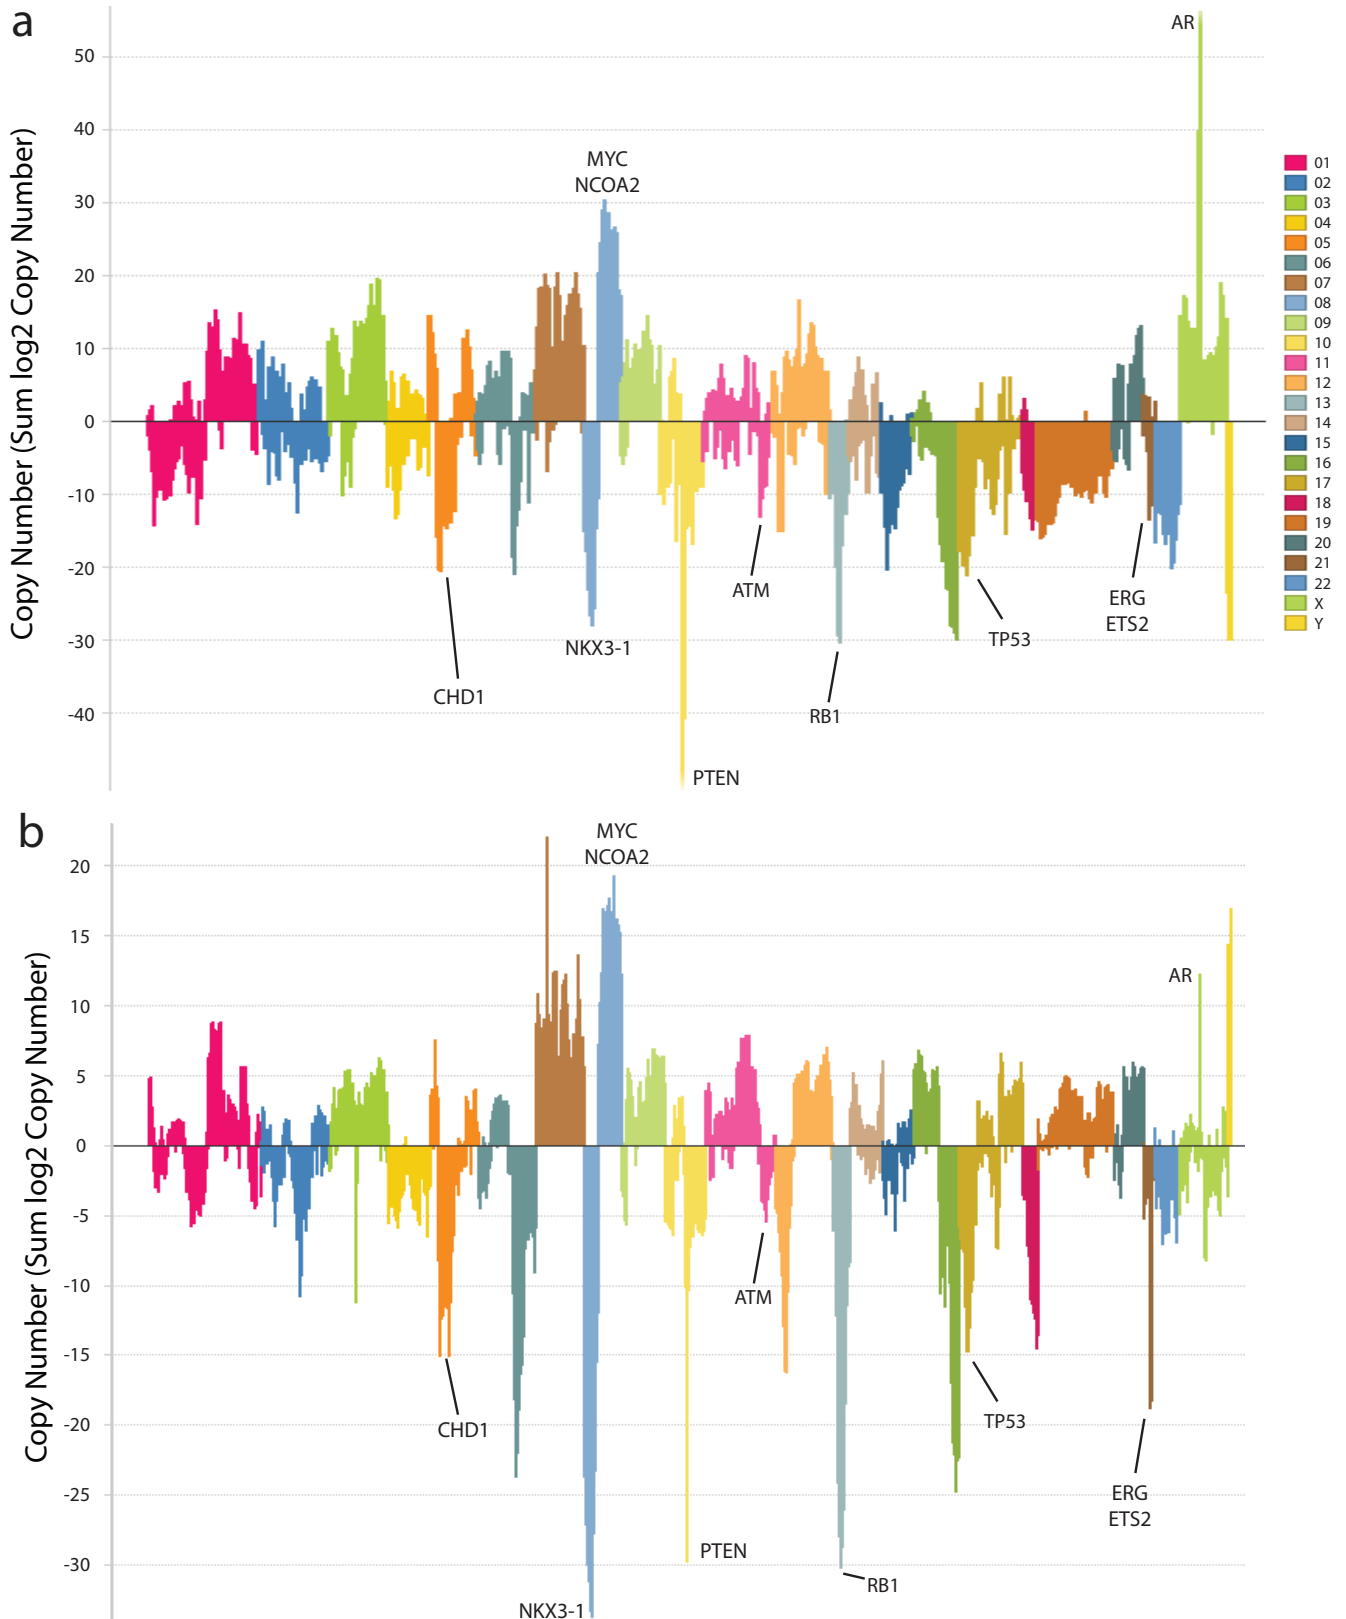 a
Copy Number (Sum log2 Copy Number)
50
40
30
20
10
0
-10
-20
-30
-40
AR
MYC
NCOA2
CHD1
NKX3-1
PTEN
ATM
RB1
TP53
ERG
ETS2
01
02
03
04
05
06
07
08
09
10
11
12
13
14
15
16
17
18
19
20
21
22
X
Y
b
Copy Number (Sum log2 Copy Number)
20
15
10
5
0
-5
-10
-15
-20
-25
-30
MYC
NCOA2
AR
CHD1
NKX3-1
PTEN
ATM
RB1
TP53
ERG
ETS2